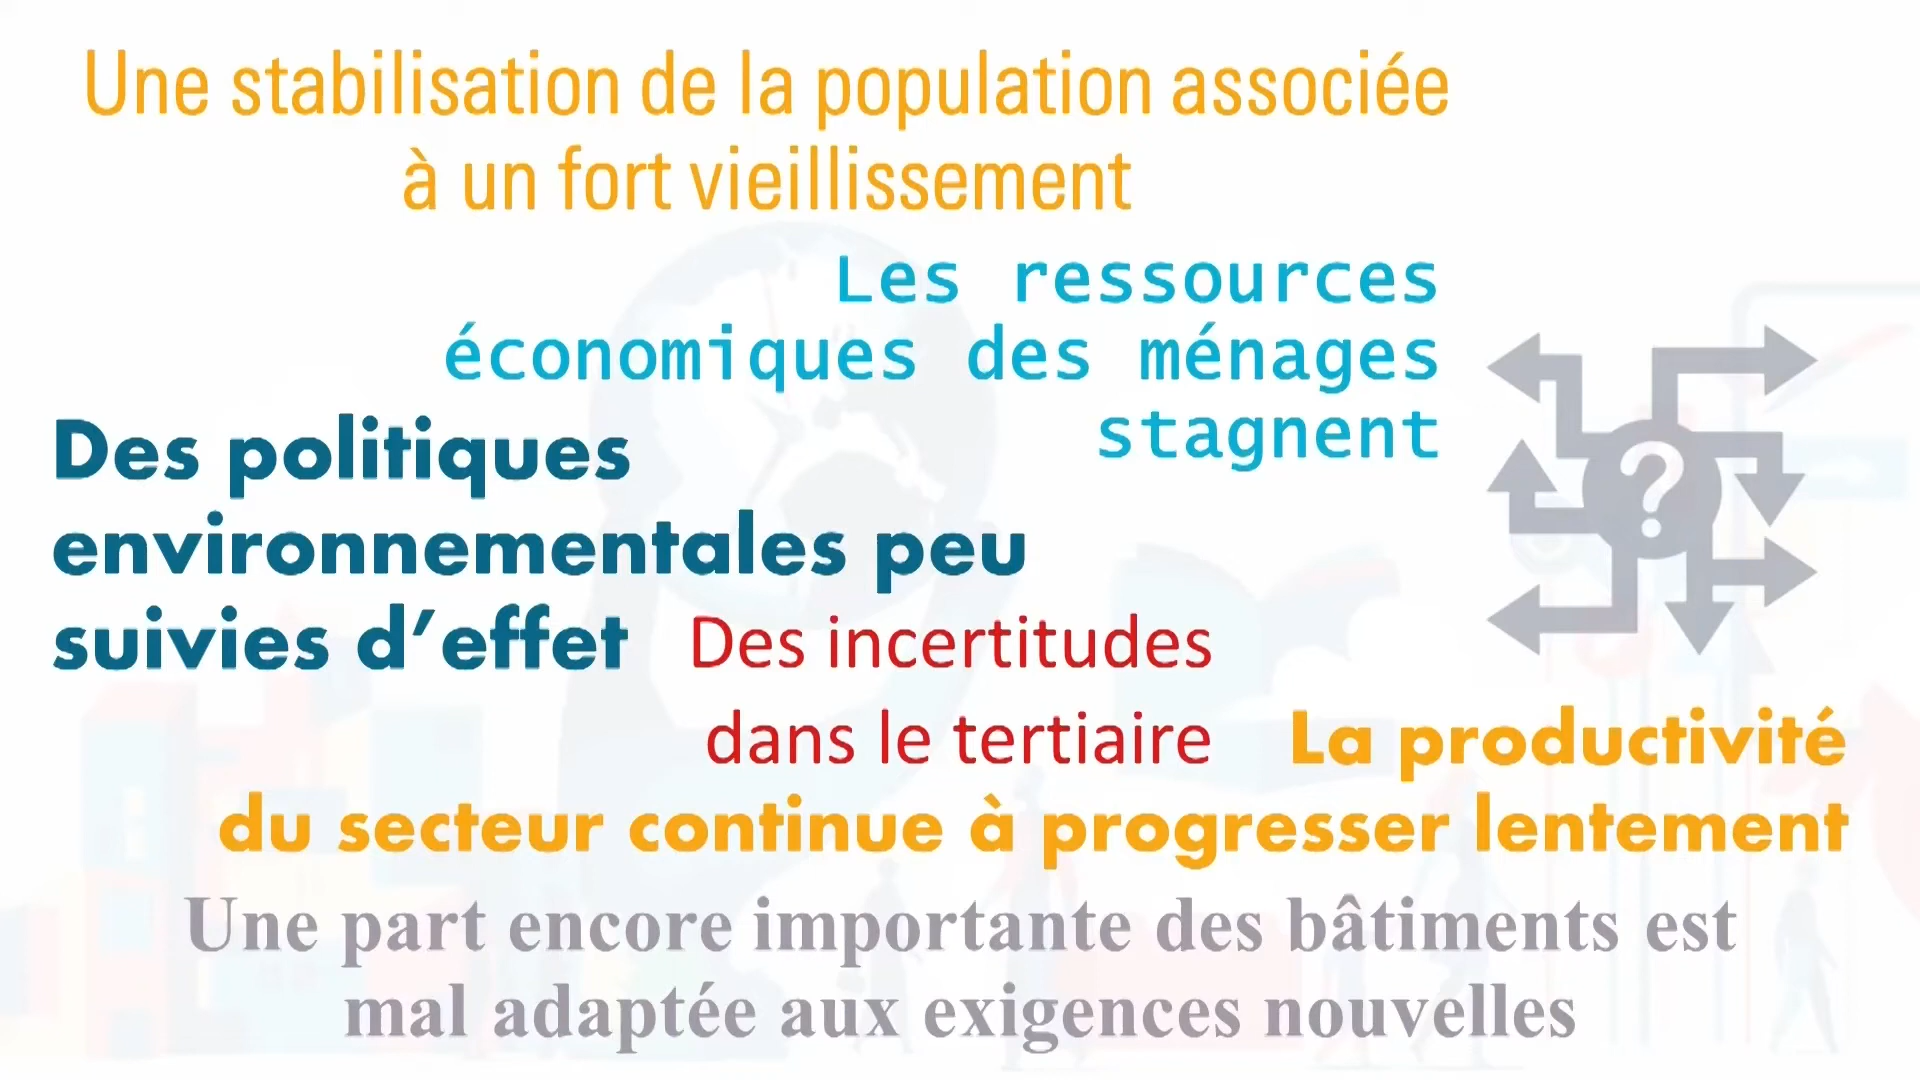 Une stabilisation de la population associée
à un fort vieillissement
Les ressources
économiques des ménages
stagnent
Des politiques
environnementales peu
suivies d’effet
Des incertitudes
dans le tertiaire
La productivité
du secteur continue à progresser lentement
Une part encore importante des bâtiments est
mal adaptée aux exigences nouvelles
?